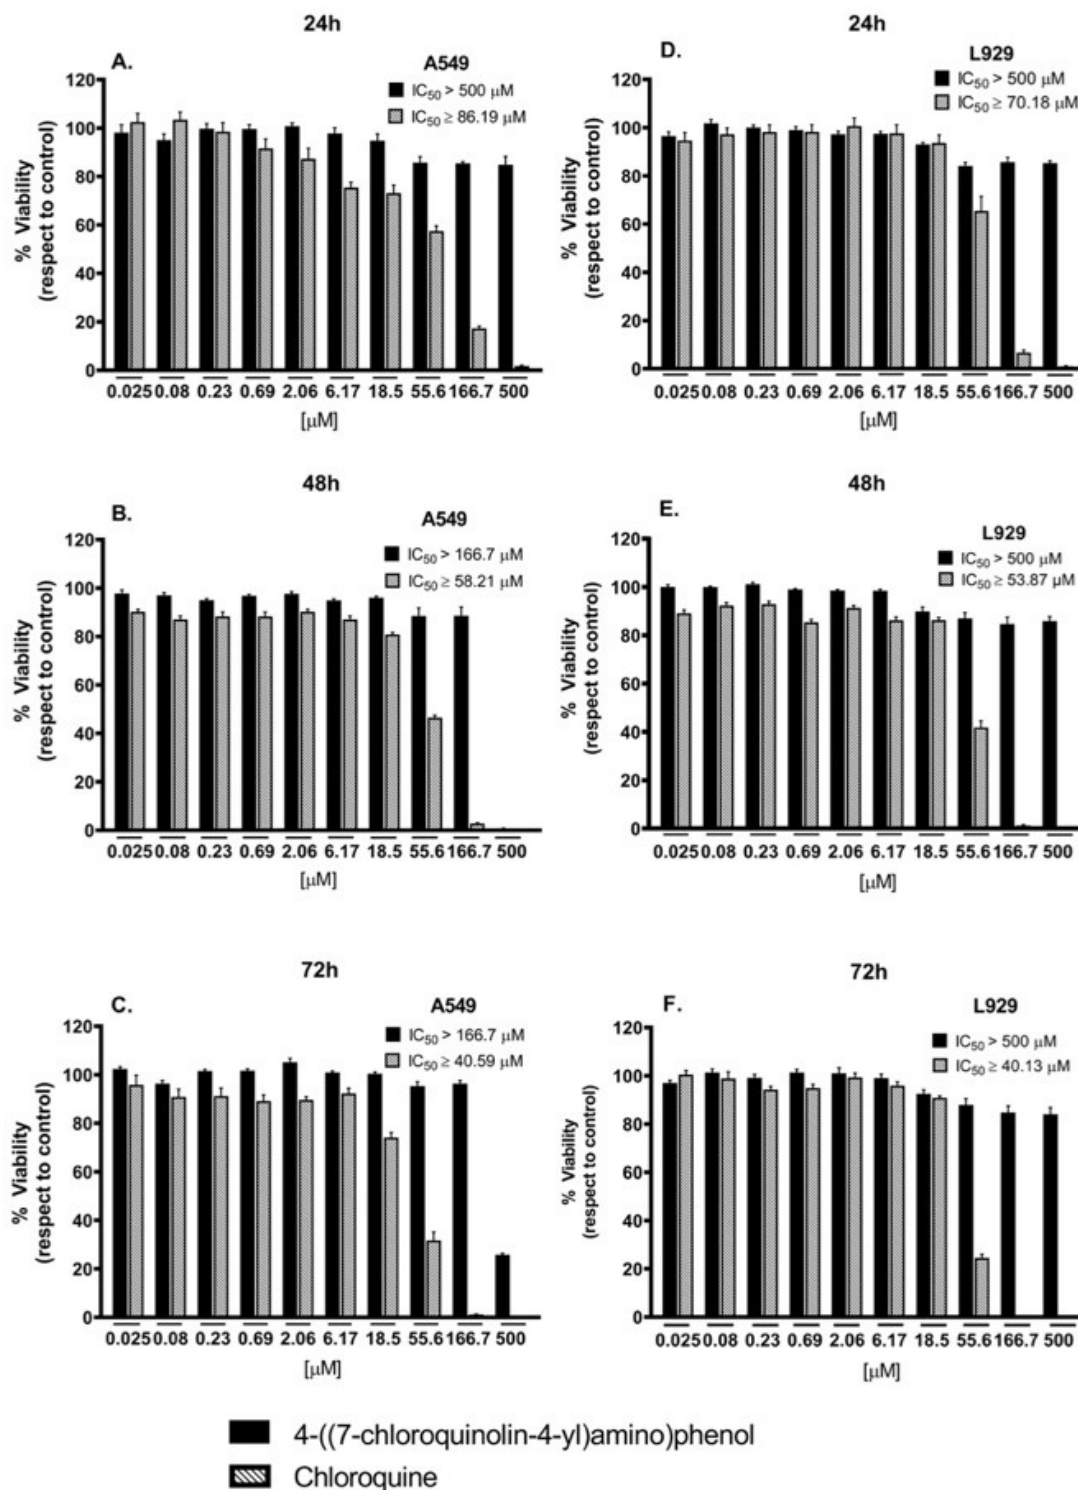 24h
A.
A549
IC50 > 500 μM
IC50 ≥ 86.19 μM
% Viability
(respect to control)
120
100
80
60
40
20
0
0.025 0.08 0.23 0.69 2.06 6.17 18.5 55.6 166.7 500
[μM]
24h
D.
L929
IC50 > 500 μM
IC50 ≥ 70.18 μM
% Viability
(respect to control)
120
100
80
60
40
20
0
0.025 0.08 0.23 0.69 2.06 6.17 18.5 55.6 166.7 500
[μM]
48h
B.
A549
IC50 > 166.7 μM
IC50 ≥ 58.21 μM
% Viability
(respect to control)
120
100
80
60
40
20
0
0.025 0.08 0.23 0.69 2.06 6.17 18.5 55.6 166.7 500
[μM]
48h
E.
L929
IC50 > 500 μM
IC50 ≥ 53.87 μM
% Viability
(respect to control)
120
100
80
60
40
20
0
0.025 0.08 0.23 0.69 2.06 6.17 18.5 55.6 166.7 500
[μM]
72h
C.
A549
IC50 > 166.7 μM
IC50 ≥ 40.59 μM
% Viability
(respect to control)
120
100
80
60
40
20
0
0.025 0.08 0.23 0.69 2.06 6.17 18.5 55.6 166.7 500
[μM]
72h
F.
L929
IC50 > 500 μM
IC50 ≥ 40.13 μM
% Viability
(respect to control)
120
100
80
60
40
20
0
0.025 0.08 0.23 0.69 2.06 6.17 18.5 55.6 166.7 500
[μM]
4-((7-chloroquinolin-4-yl)amino)phenol
Chloroquine